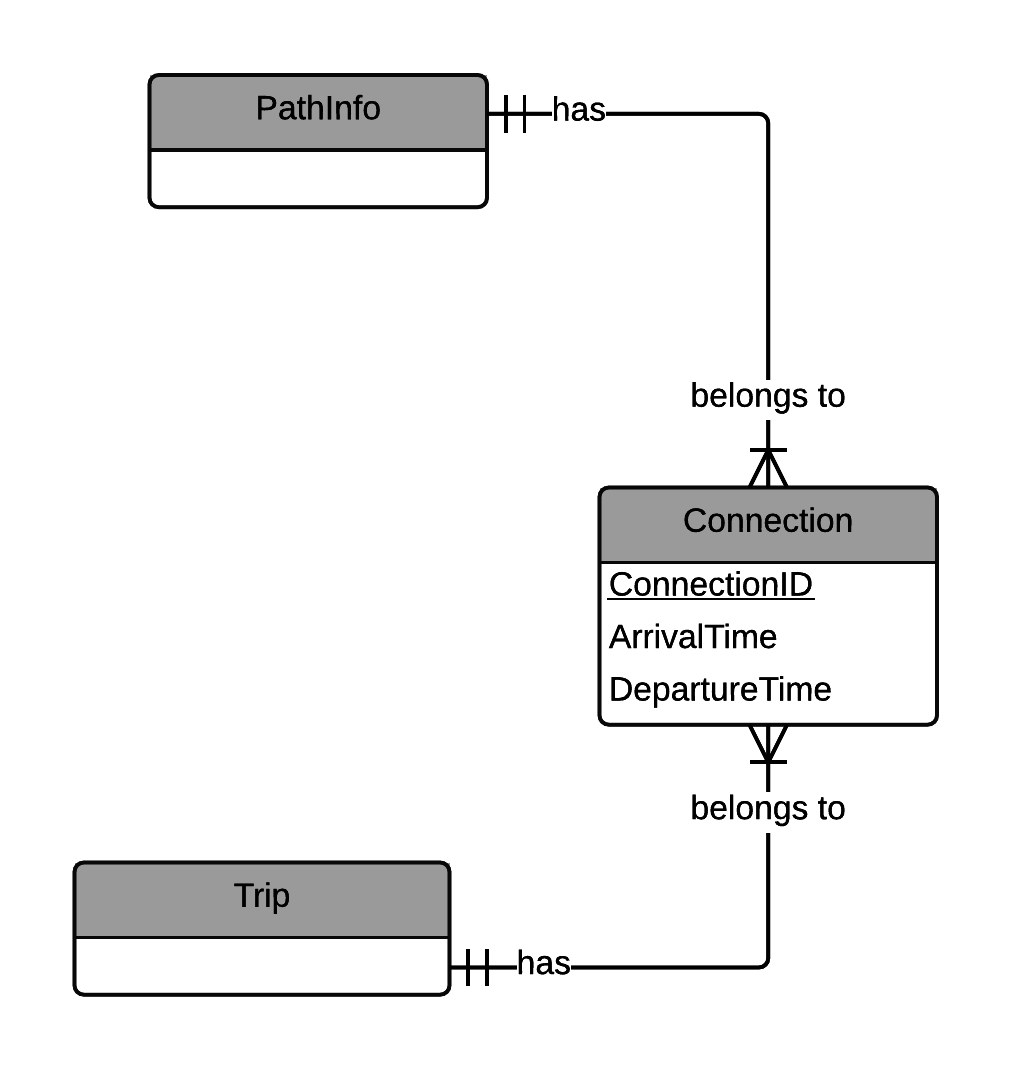 PathInfo
has
belongs to
Connection
ConnectionID
ArrivalTime
DepartureTime
belongs to
Trip
has